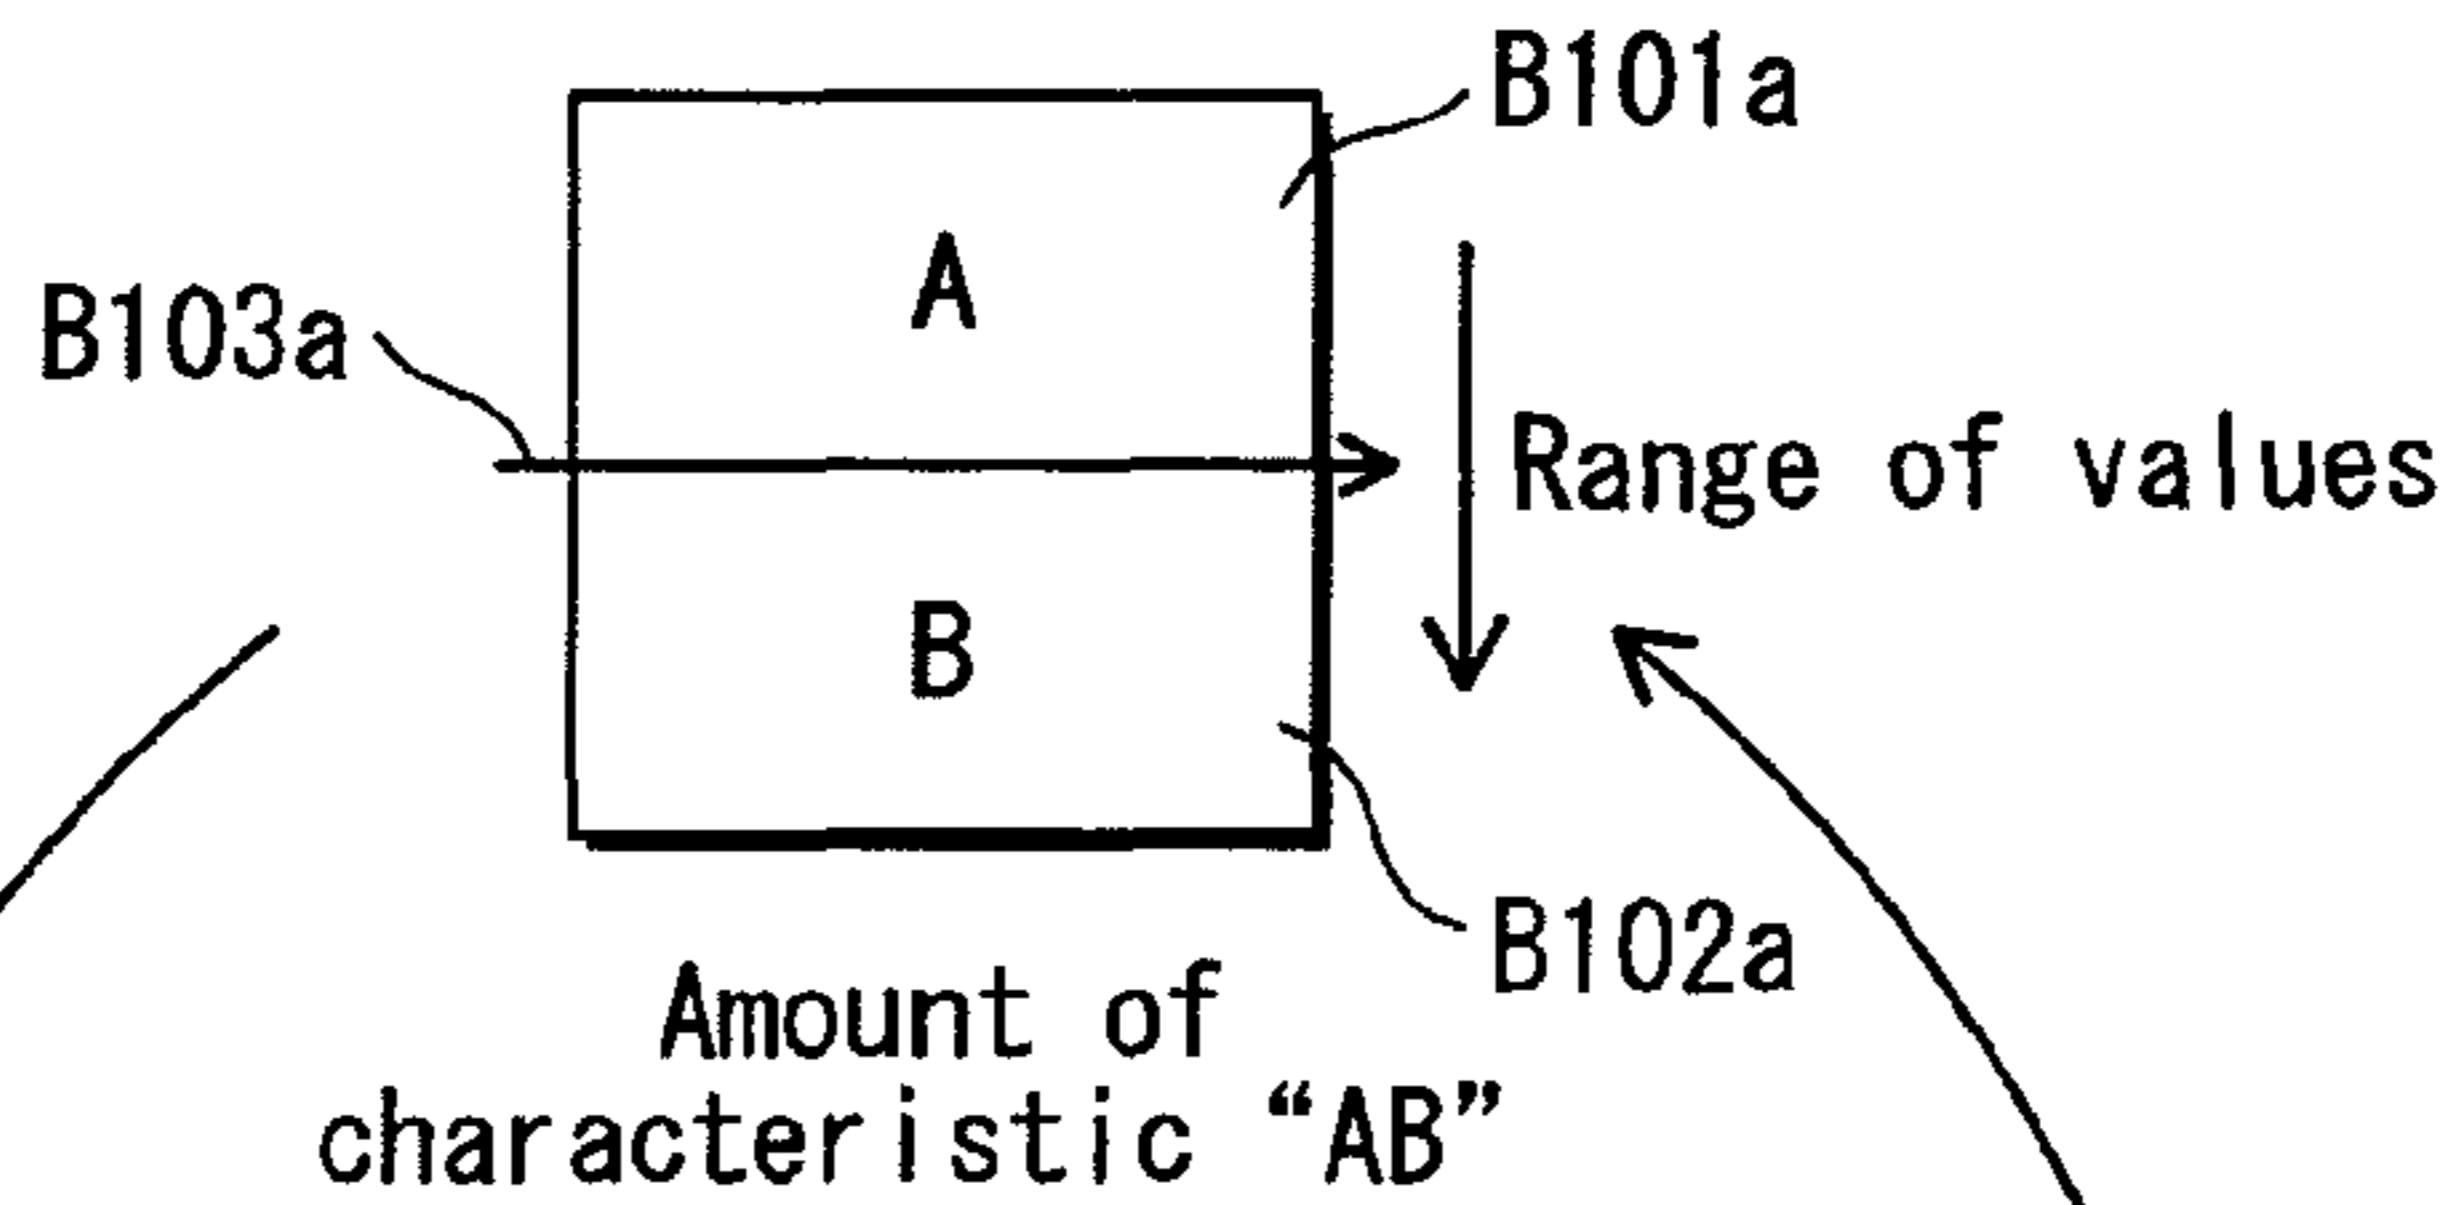 B101a
A
B103a
Range of values
B
B102a
Amount of
characteristic “AB”